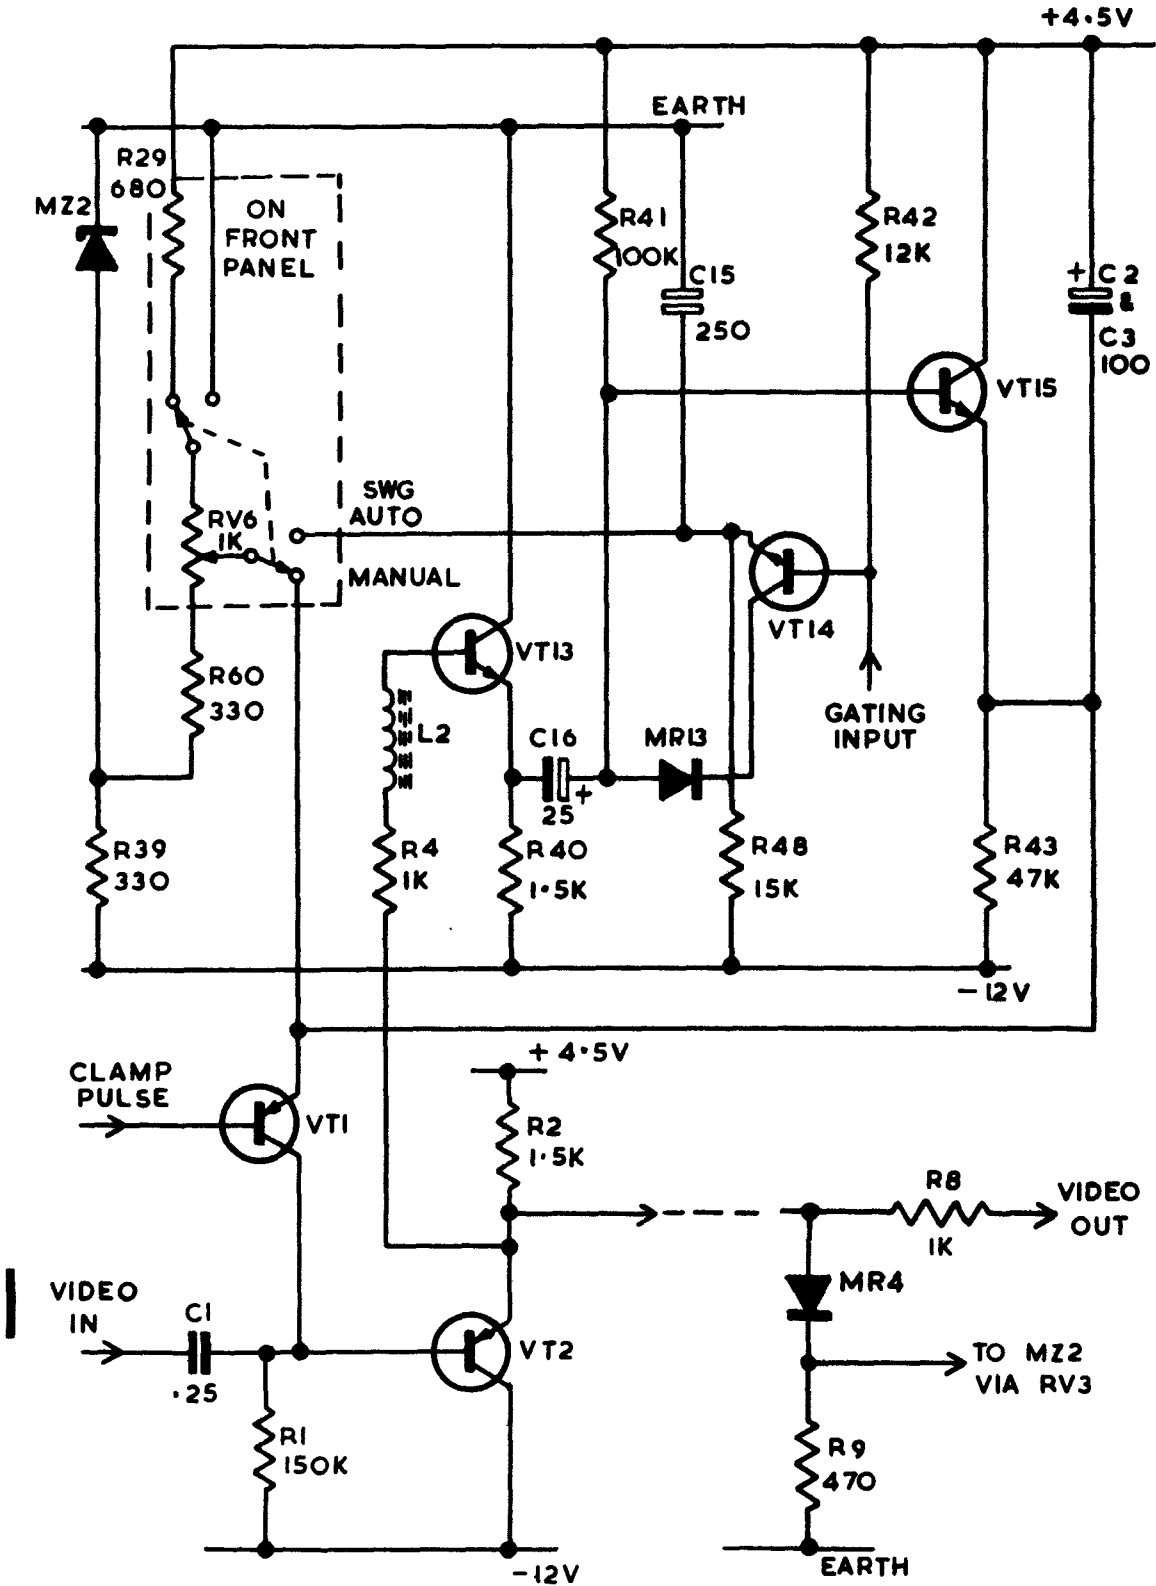 +4.5V
EARTH
R29
680
MZ2
ON
FRONT
PANEL
R41
100K
R42
12K
C15
250
+ C2
&
C3
100
VT15
SWG
AUTO
RV6
1K
MANUAL
VT14
VT13
R60
330
L2
GATING
INPUT
C16
+
25
MR13
R39
330
R4
1K
R40
1.5K
R48
15K
R43
47K
-12V
+4.5V
CLAMP
PULSE
VT1
R2
1.5K
R8
1K
VIDEO
OUT
VIDEO
IN
C1
.25
VT2
MR4
TO MZ2
VIA RV3
R1
150K
R9
470
-12V
EARTH